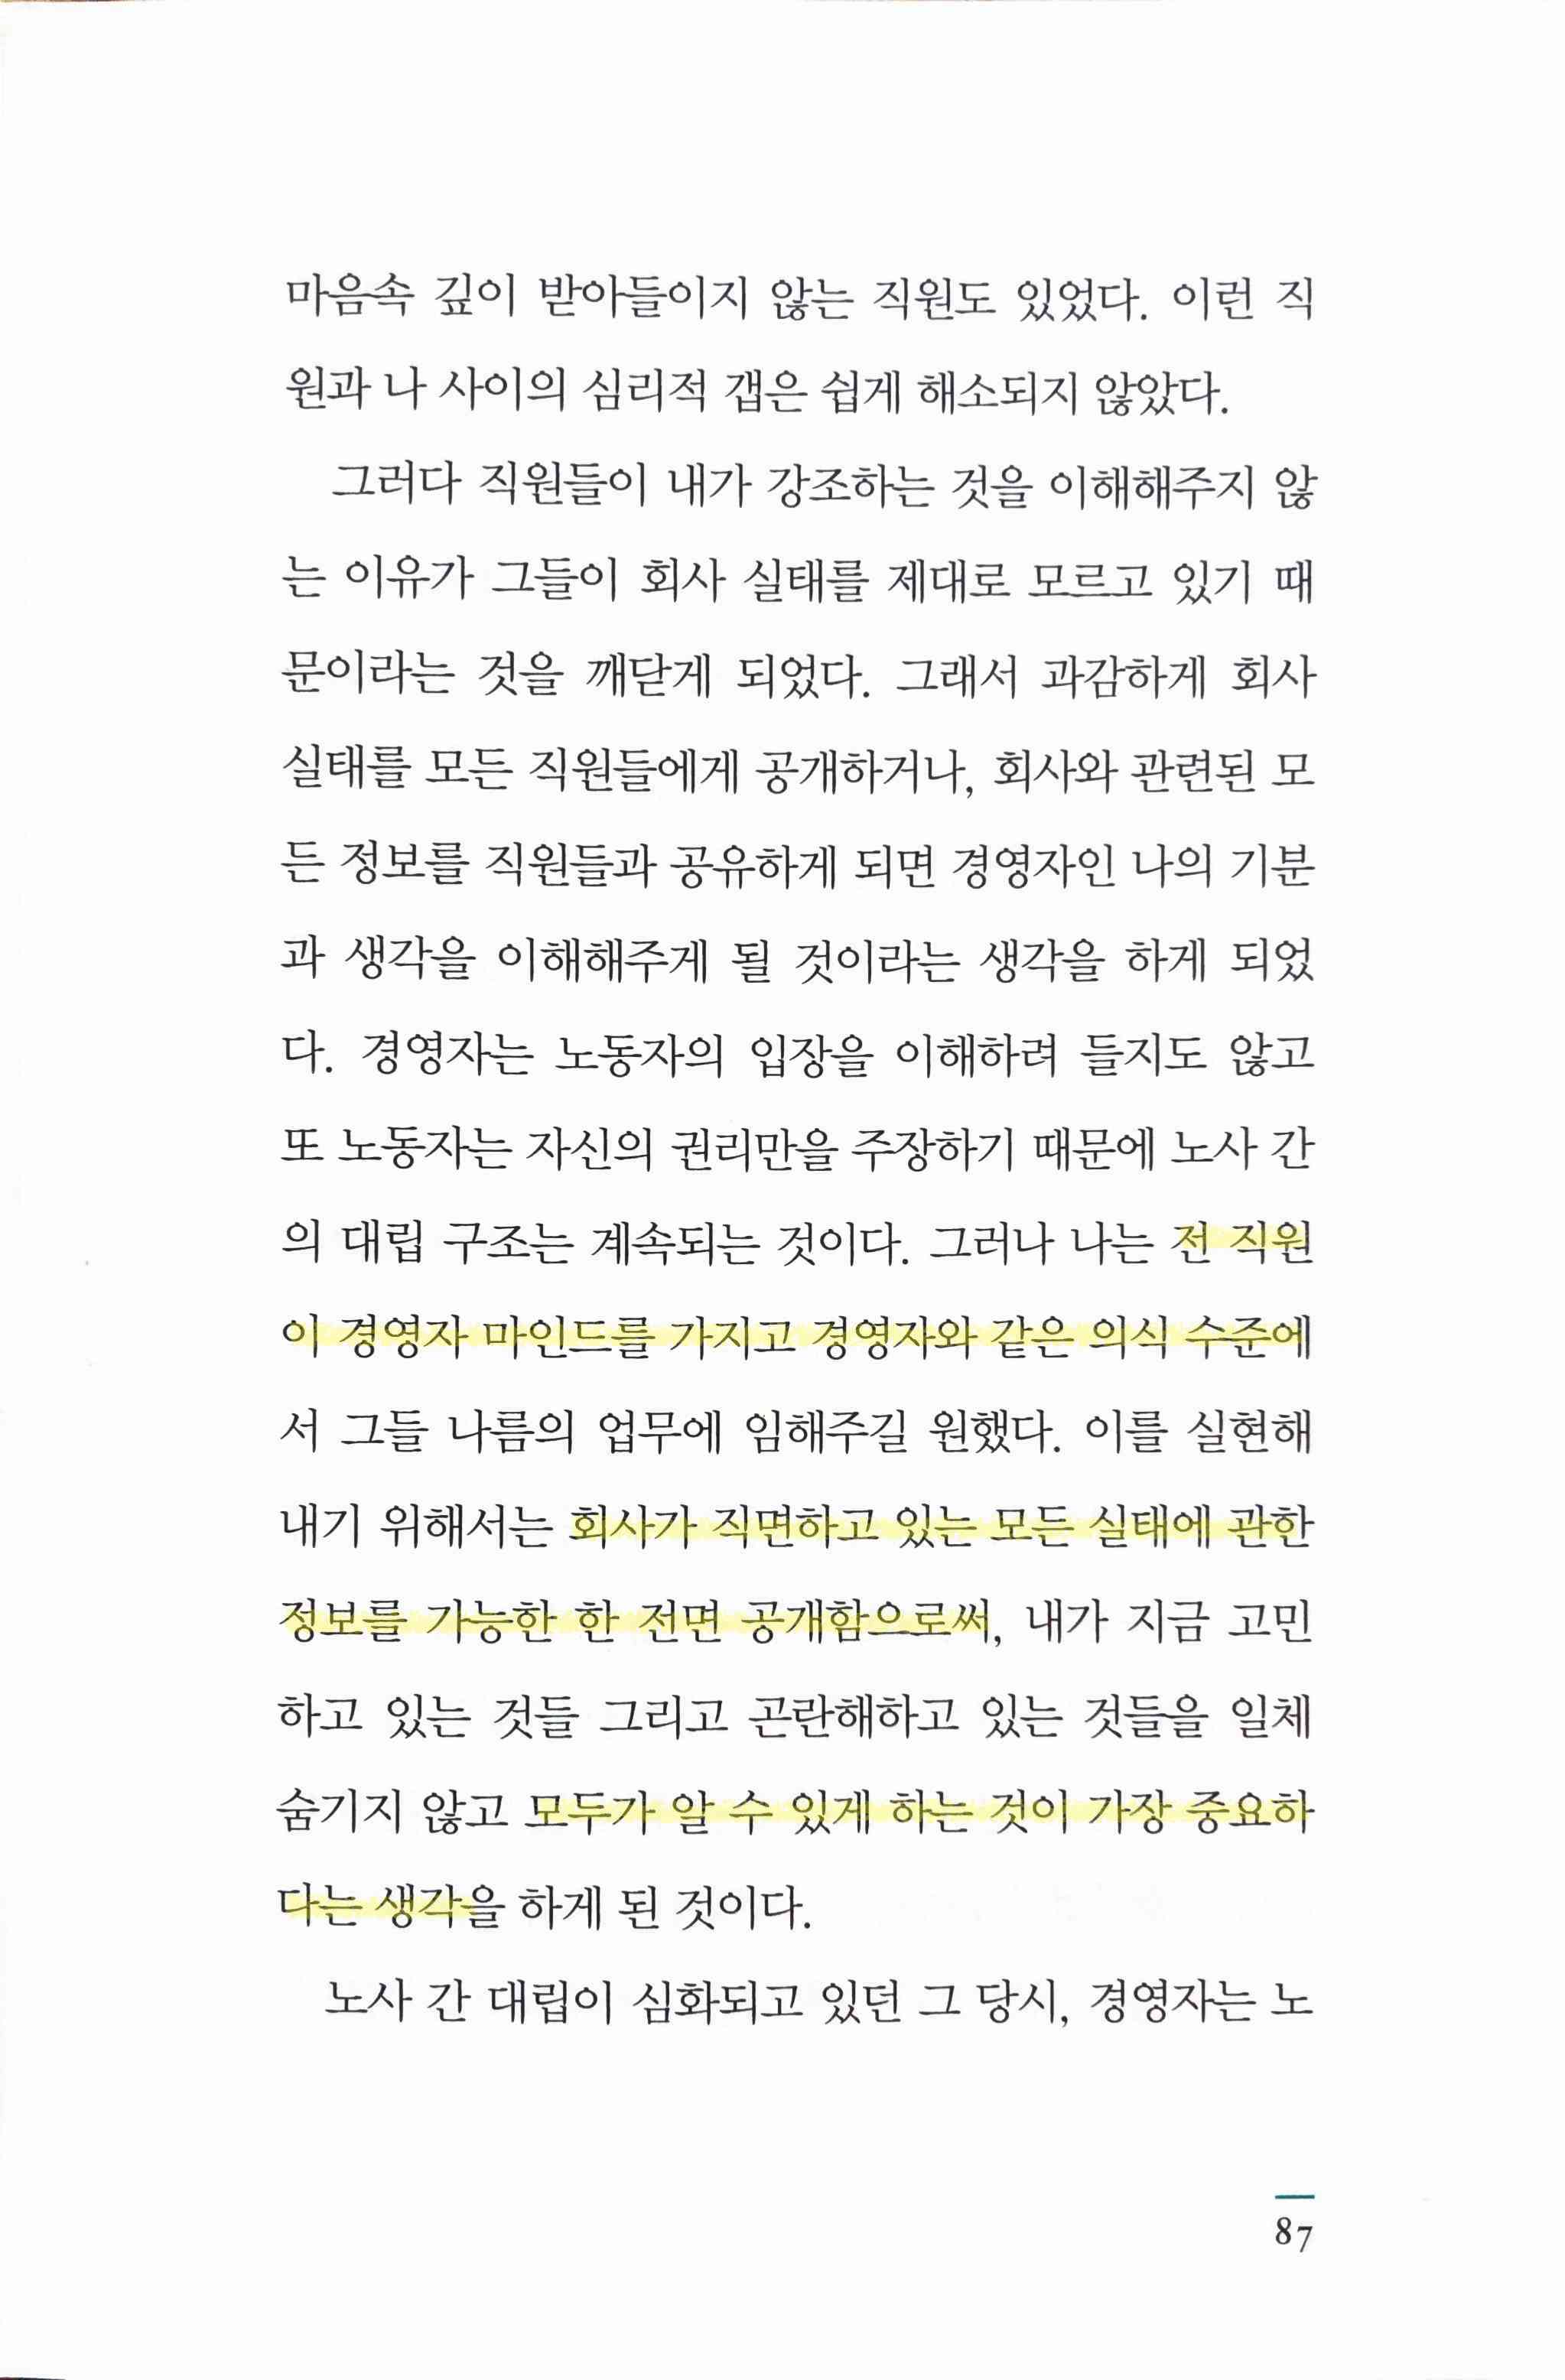 마음속 깊이 받아들이지 않는 직원도 있었다. 이런 직
원과 나 사이의 심리적 갭은 쉽게 해소되지 않았다.
그러다 직원들이 내가 강조하는 것을 이해해주지 않
는 이유가 그들이 회사 실태를 제대로 모르고 있기 때
문이라는 것을 깨닫게 되었다. 그래서 과감하게 회사
실태를 모든 직원들에게 공개하거나, 회사와 관련된 모
든 정보를 직원들과 공유하게 되면 경영자인 나의 기분
과 생각을 이해해주게 될 것이라는 생각을 하게 되었
다. 경영자는 노동자의 입장을 이해하려 들지도 않고
또 노동자는 자신의 권리만을 주장하기 때문에 노사 간
의 대립 구조는 계속되는 것이다. 그러나 나는 전 직원
이 경영자 마인드를 가지고 경영자와 같은 의식 수준에
서 그들 나름의 업무에 임해주길 원했다. 이를 실현해
내기 위해서는 회사가 직면하고 있는 모든 실태에 관한
정보를 가능한 한 전면 공개함으로써, 내가 지금 고민
하고 있는 것들 그리고 곤란해하고 있는 것들을 일체
숨기지 않고 모두가 알 수 있게 하는 것이 가장 중요하
다는 생각을 하게 된 것이다.
노사 간 대립이 심화되고 있던 그 당시, 경영자는 노
87